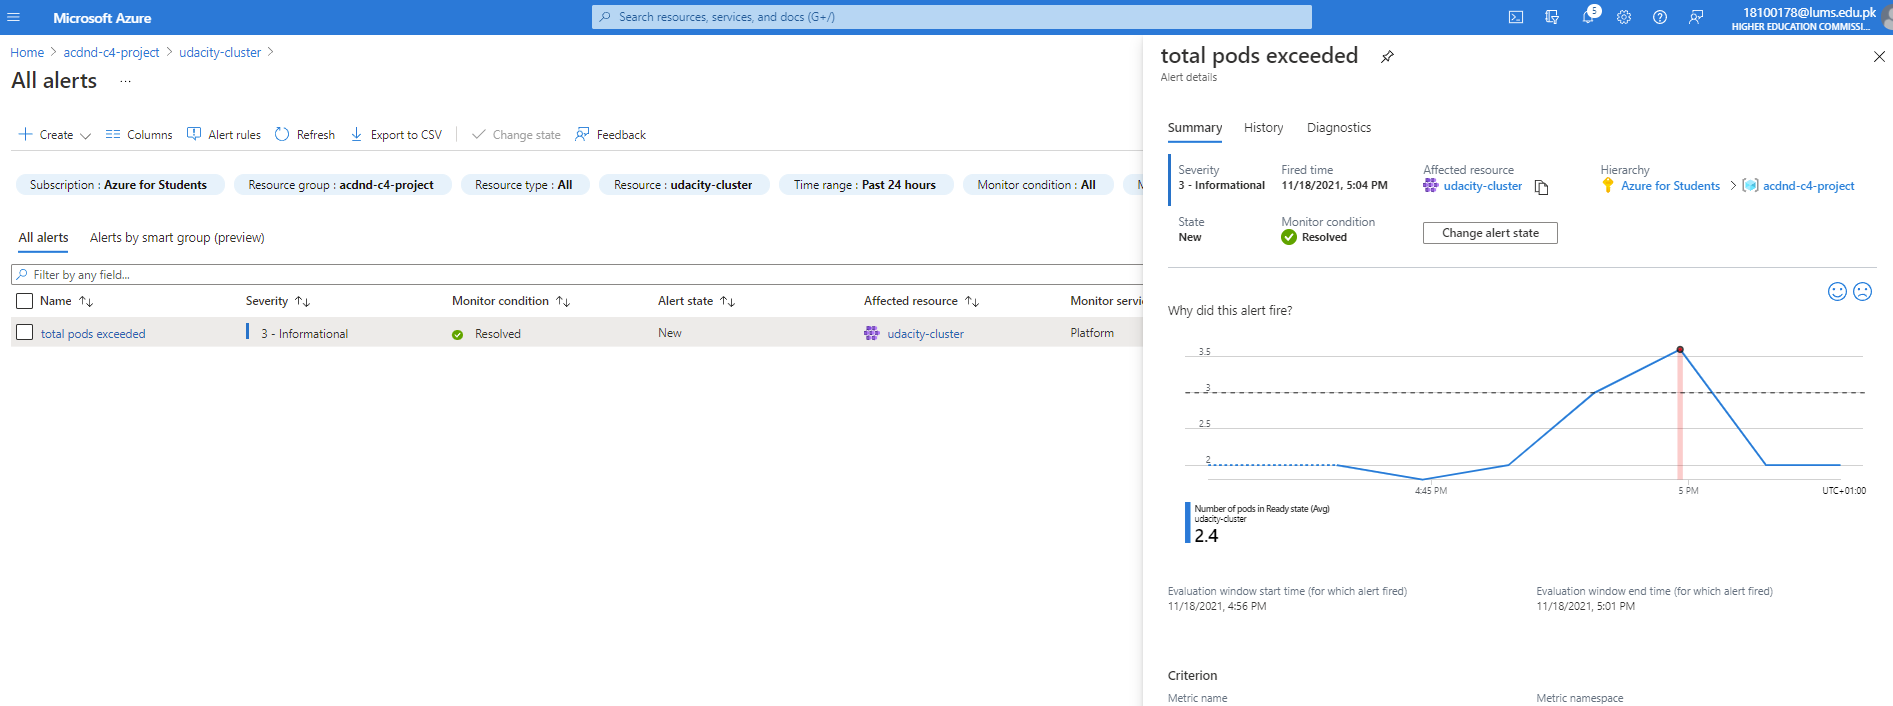 Microsoft Azure
Search resources, services, and docs (G+/)
5
18100178@lums.edu.pk
HIGHER EDUCATION COMMISSI...
Home > acdnd-c4-project > udacity-cluster >
All alerts ...
Create
Columns
Alert rules
Refresh
Export to CSV
Change state
Feedback
Subscription : Azure for Students
Resource group : acdnd-c4-project
Resource type : All
Resource : udacity-cluster
Time range : Past 24 hours
Monitor condition : All
All alerts
Alerts by smart group (preview)
Filter by any field...
Name
Severity
Monitor condition
Alert state
Affected resource
Monitor servi
total pods exceeded
3 - Informational
Resolved
New
udacity-cluster
Platform
total pods exceeded
Alert details
Summary
History
Diagnostics
Severity
3 - Informational
Fired time
11/18/2021, 5:04 PM
Affected resource
udacity-cluster
Hierarchy
Azure for Students > acdnd-c4-project
State
New
Monitor condition
Resolved
Change alert state
Why did this alert fire?
3.5
3
2.5
2
4:45 PM
5 PM
UTC+01:00
Number of pods in Ready state (Avg)
udacity-cluster
2.4
Evaluation window start time (for which alert fired)
11/18/2021, 4:56 PM
Evaluation window end time (for which alert fired)
11/18/2021, 5:01 PM
Criterion
Metric name
Metric namespace